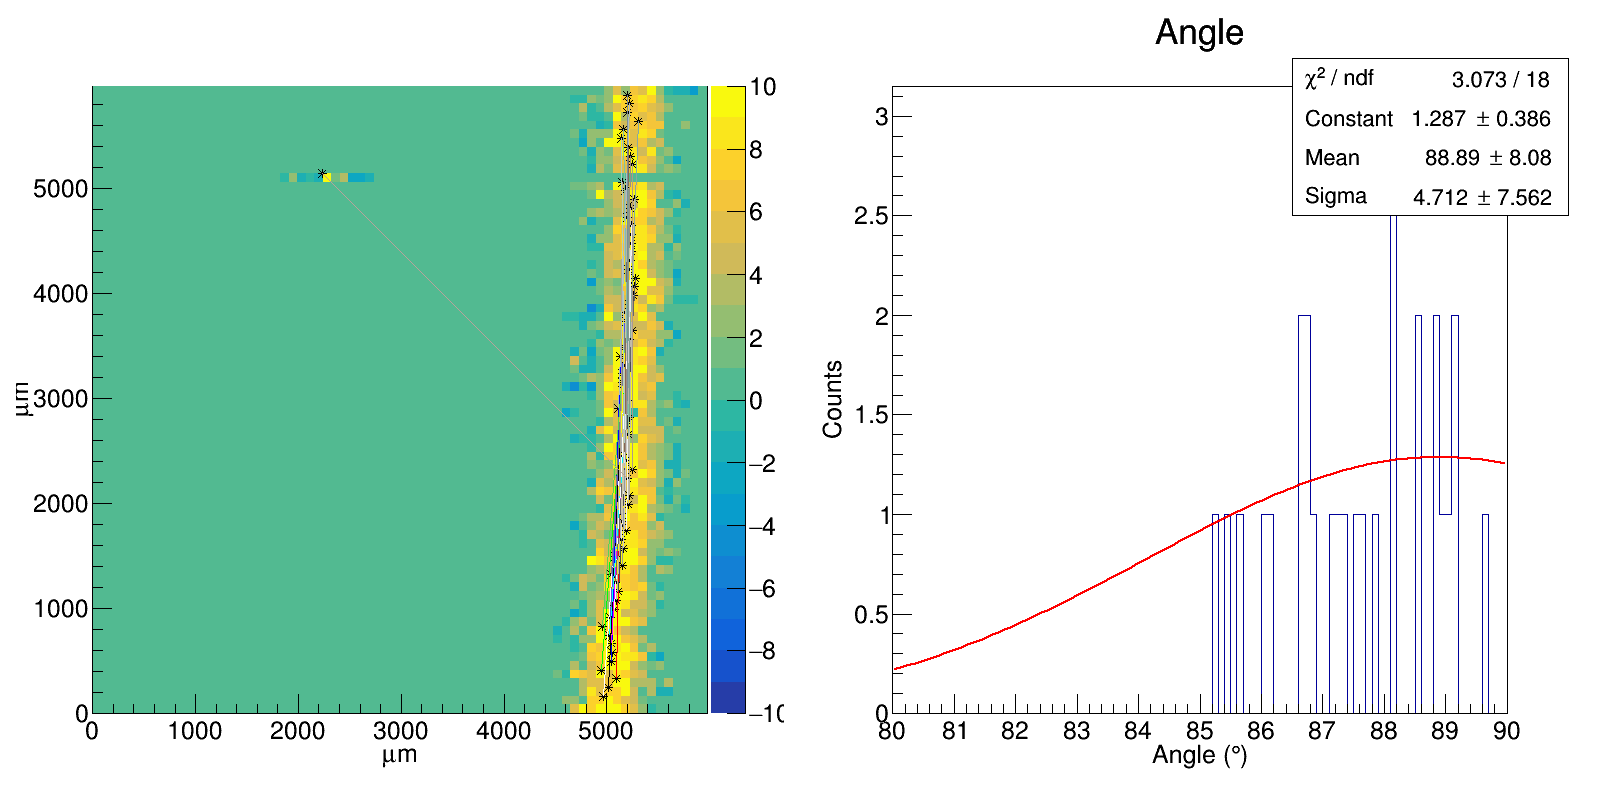 Angle
χ² / ndf 3.073 / 18
Constant 1.287 ± 0.386
Mean 88.89 ± 8.08
Sigma 4.712 ± 7.562
μm
5000
4000
3000
2000
1000
0
0 1000 2000 3000 4000 5000
μm
10
8
6
4
2
0
−2
−4
−6
−8
−10
Counts
3
2.5
2
1.5
1
0.5
0
80 81 82 83 84 85 86 87 88 89 90
Angle (°)